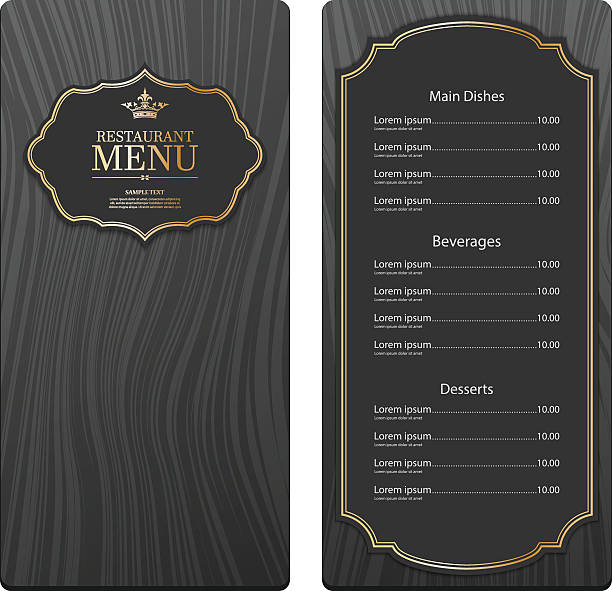 RESTAURANT
MENU
SAMPLE TEXT
Main Dishes
Lorem ipsum.....................................10.00
Lorem ipsum dolor sit amet
Lorem ipsum.....................................10.00
Lorem ipsum dolor sit amet
Lorem ipsum.....................................10.00
Lorem ipsum dolor sit amet
Lorem ipsum.....................................10.00
Lorem ipsum dolor sit amet
Beverages
Lorem ipsum.....................................10.00
Lorem ipsum dolor sit amet
Lorem ipsum.....................................10.00
Lorem ipsum dolor sit amet
Lorem ipsum.....................................10.00
Lorem ipsum dolor sit amet
Lorem ipsum.....................................10.00
Lorem ipsum dolor sit amet
Desserts
Lorem ipsum.....................................10.00
Lorem ipsum dolor sit amet
Lorem ipsum.....................................10.00
Lorem ipsum dolor sit amet
Lorem ipsum.....................................10.00
Lorem ipsum dolor sit amet
Lorem ipsum.....................................10.00
Lorem ipsum dolor sit amet